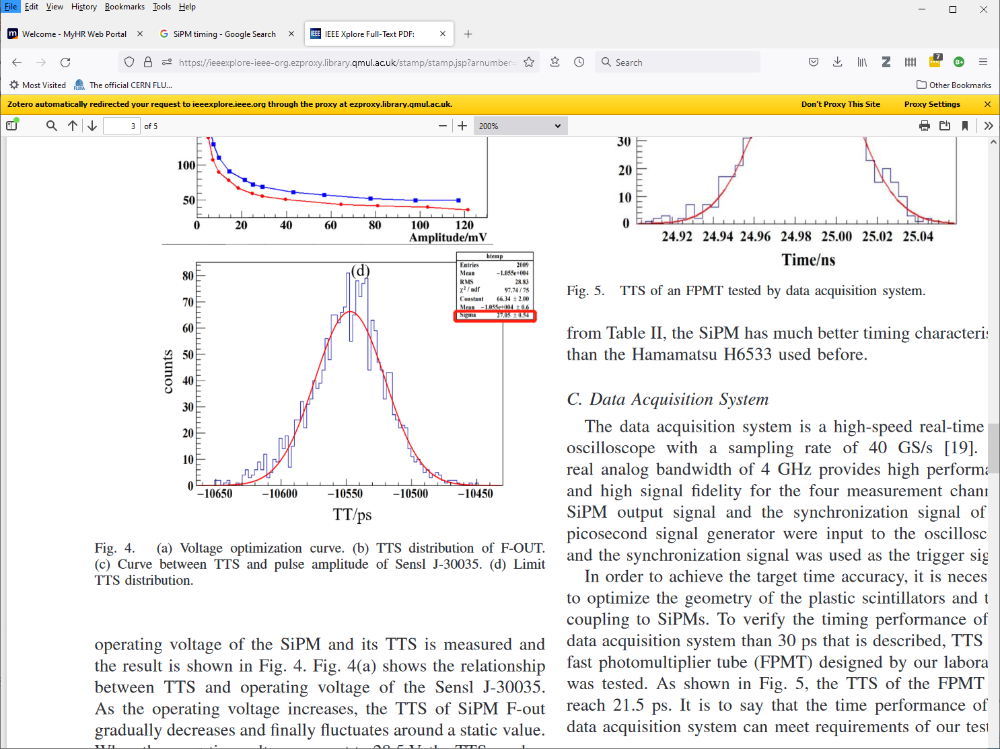 File Edit View History Bookmarks Tools Help
Welcome - MyHR Web Portal
SiPM timing - Google Search
IEEE Xplore Full-Text PDF:
https://ieeexplore-ieee-org.ezproxy.library.qmul.ac.uk/stamp/stamp.jsp?arnumber=
Search
7
B+
Most Visited
The official CERN FLU...
Other Bookmarks
Zotero automatically redirected your request to ieeexplore.ieee.org through the proxy at ezproxy.library.qmul.ac.uk.
Don't Proxy This Site
Proxy Settings
3 of 5
200%
100
50
0 20 40 60 80 100 120
Amplitude/mV
(d)
htemp
Entries 2009
Mean −1.055e+004
RMS 28.83
χ² / ndf 97.74 / 75
Constant 66.34 ± 2.00
Mean −1.055e+004 ± 0.6
Sigma 27.05 ± 0.54
80
70
60
50
40
30
20
10
0
counts
−10650 −10600 −10550 −10500 −10450
TT/ps
Fig. 4. (a) Voltage optimization curve. (b) TTS distribution of F-OUT.
(c) Curve between TTS and pulse amplitude of Sensl J-30035. (d) Limit
TTS distribution.
operating voltage of the SiPM and its TTS is measured and
the result is shown in Fig. 4. Fig. 4(a) shows the relationship
between TTS and operating voltage of the Sensl J-30035.
As the operating voltage increases, the TTS of SiPM F-out
gradually decreases and finally fluctuates around a static value.
30
20
10
0
24.92 24.94 24.96 24.98 25.00 25.02 25.04
Time/ns
Fig. 5. TTS of an FPMT tested by data acquisition system.
from Table II, the SiPM has much better timing characteris
than the Hamamatsu H6533 used before.
C. Data Acquisition System
The data acquisition system is a high-speed real-time
oscilloscope with a sampling rate of 40 GS/s [19].
real analog bandwidth of 4 GHz provides high performa
and high signal fidelity for the four measurement chann
SiPM output signal and the synchronization signal of
picosecond signal generator were input to the oscillosc
and the synchronization signal was used as the trigger sig
In order to achieve the target time accuracy, it is neces
to optimize the geometry of the plastic scintillators and t
coupling to SiPMs. To verify the timing performance of
data acquisition system than 30 ps that is described, TTS
fast photomultiplier tube (FPMT) designed by our labora
was tested. As shown in Fig. 5, the TTS of the FPMT
reach 21.5 ps. It is to say that the time performance of
data acquisition system can meet requirements of our test